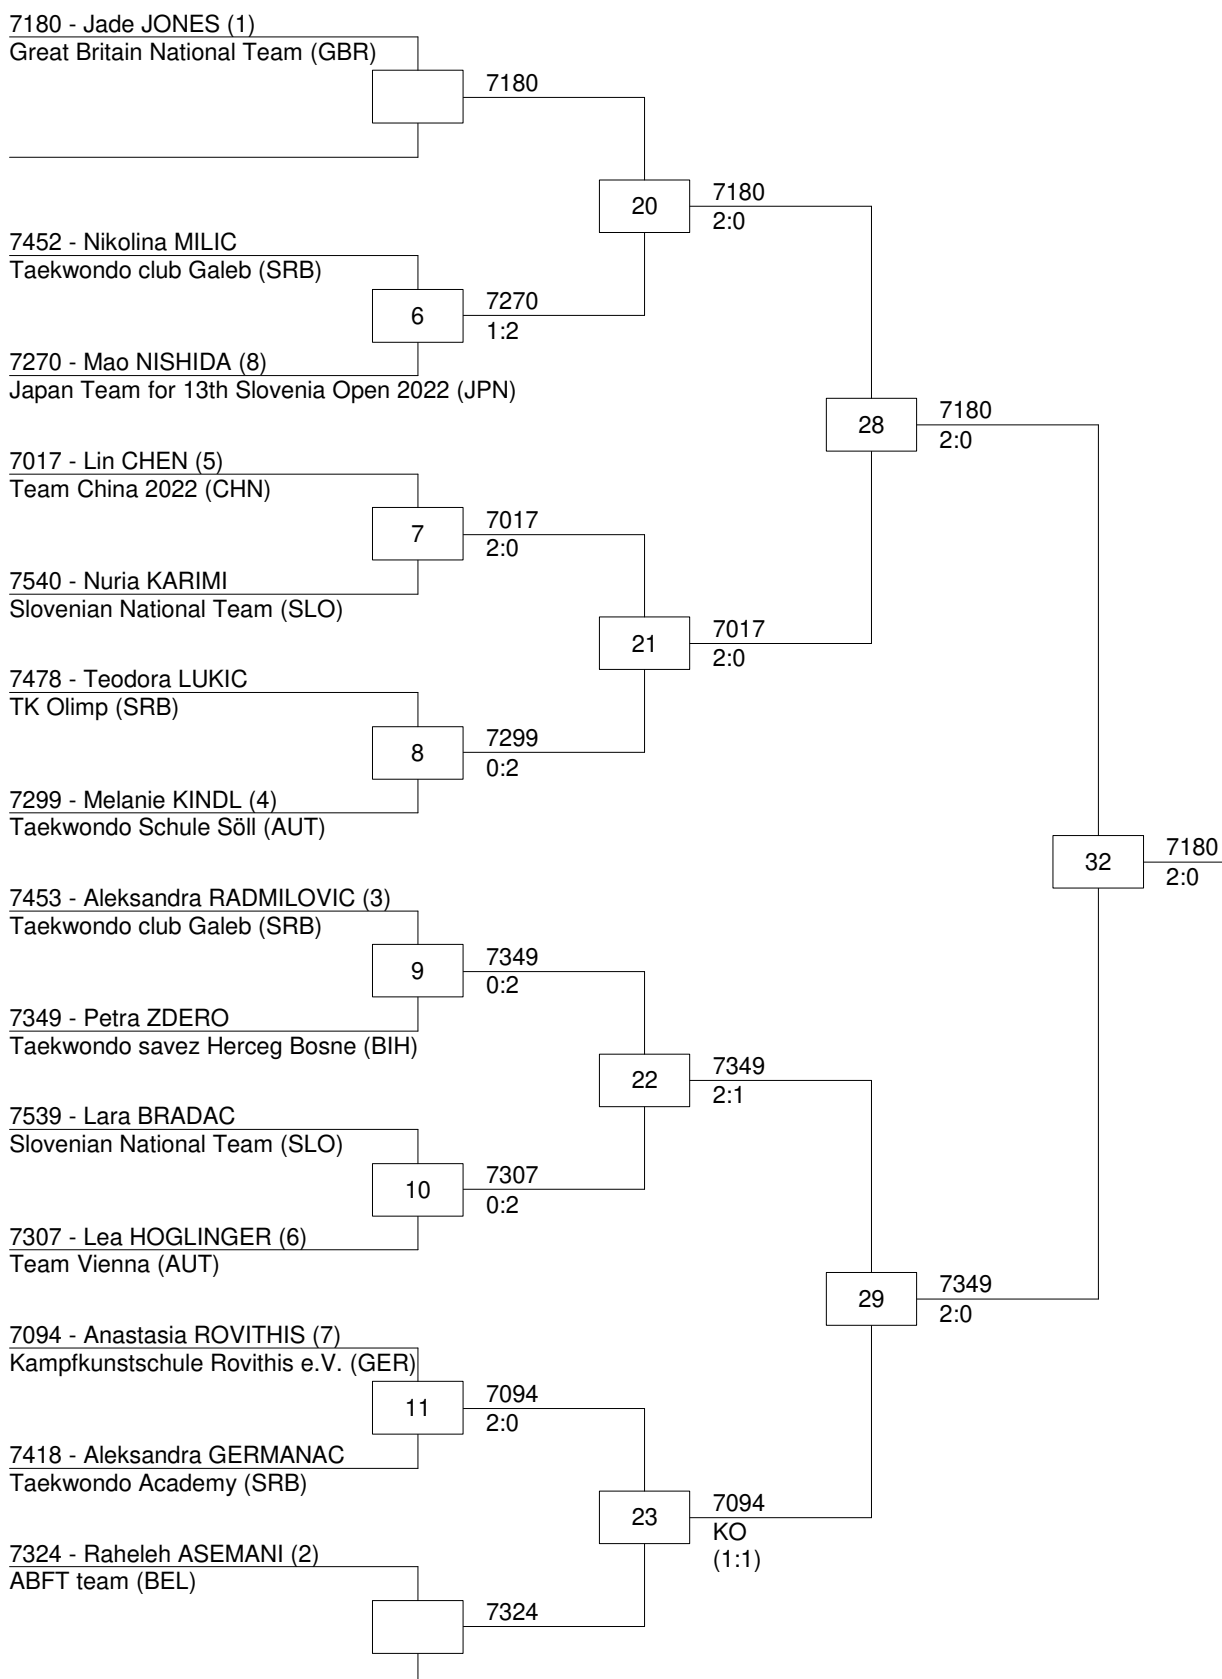 7180 - Jade JONES (1)
Great Britain National Team (GBR)
7180
20
7180
2:0
7452 - Nikolina MILIC
Taekwondo club Galeb (SRB)
6
7270
1:2
7270 - Mao NISHIDA (8)
Japan Team for 13th Slovenia Open 2022 (JPN)
28
7180
2:0
7017 - Lin CHEN (5)
Team China 2022 (CHN)
7
7017
2:0
7540 - Nuria KARIMI
Slovenian National Team (SLO)
21
7017
2:0
7478 - Teodora LUKIC
TK Olimp (SRB)
8
7299
0:2
7299 - Melanie KINDL (4)
Taekwondo Schule Söll (AUT)
32
7180
2:0
7453 - Aleksandra RADMILOVIC (3)
Taekwondo club Galeb (SRB)
9
7349
0:2
7349 - Petra ZDERO
Taekwondo savez Herceg Bosne (BIH)
22
7349
2:1
7539 - Lara BRADAC
Slovenian National Team (SLO)
10
7307
0:2
7307 - Lea HOGLINGER (6)
Team Vienna (AUT)
29
7349
2:0
7094 - Anastasia ROVITHIS (7)
Kampfkunstschule Rovithis e.V. (GER)
11
7094
2:0
7418 - Aleksandra GERMANAC
Taekwondo Academy (SRB)
23
7094
KO
(1:1)
7324 - Raheleh ASEMANI (2)
ABFT team (BEL)
7324